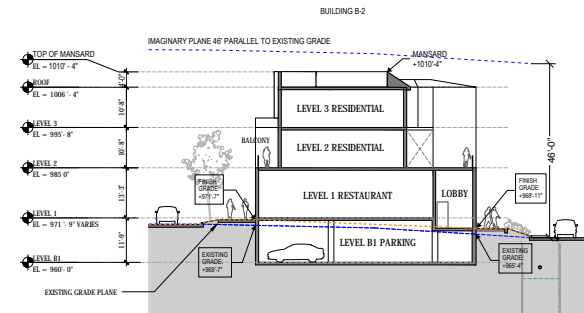 BUILDING B-2
IMAGINARY PLANE 46' PARALLEL TO EXISTING GRADE
TOP OF MANSARD
EL = 1010' - 4"
MANSARD
+1010'-4"
4'-0"
ROOF
EL = 1006' - 4"
10'-8"
LEVEL 3 RESIDENTIAL
LEVEL 3
EL = 995'- 8"
46'-0"
BALCONY
10'-8"
LEVEL 2 RESIDENTIAL
LEVEL 2
EL = 985 0"
FINISH
GRADE:
+971'-7"
FINISH
GRADE:
+968'-11"
13'-3"
LEVEL 1 RESTAURANT
LOBBY
LEVEL 1
EL = 971 ' - 9" VARIES
11'-9"
LEVEL B1 PARKING
EXISTING
GRADE:
+969'-7"
EXISTING
GRADE:
+965'-4"
LEVEL B1
EL = 960'- 0"
EXISTING GRADE PLANE